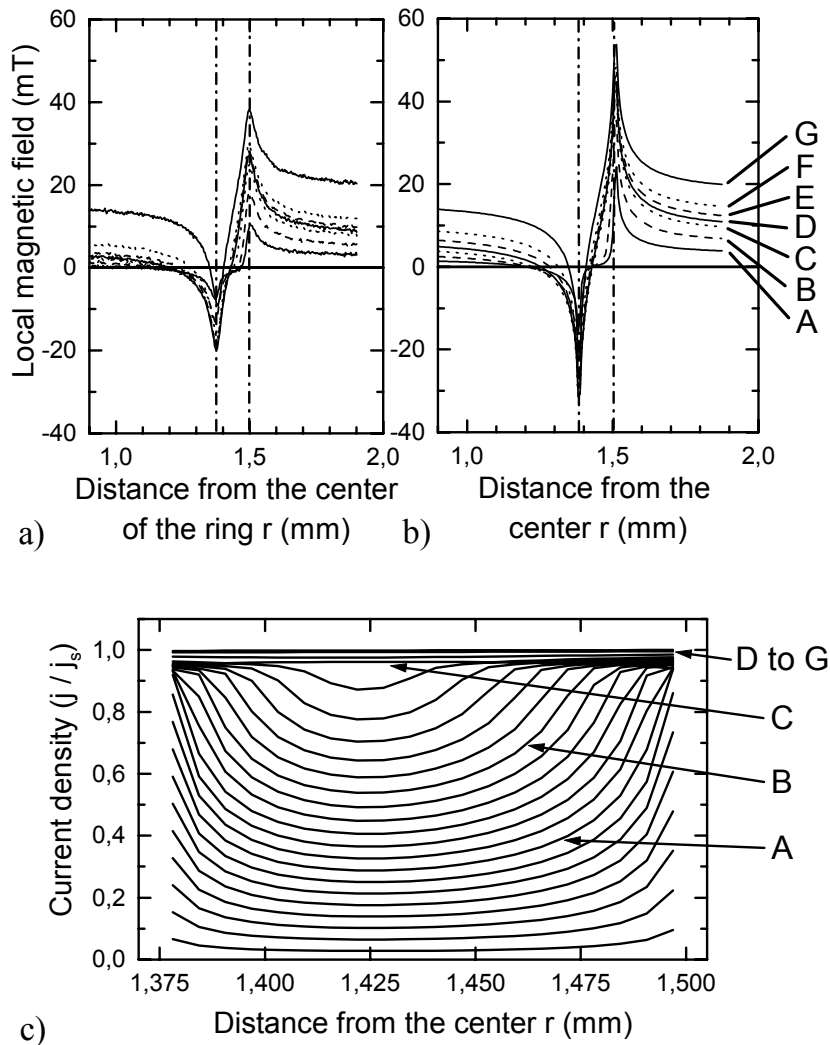 60
40
20
0
-20
-40
Local magnetic field (mT)
1,0 1,5 2,0
Distance from the center
of the ring r (mm)
a)
60
40
20
0
-20
-40
1,0 1,5 2,0
Distance from the
center r (mm)
b)
G
F
E
D
C
B
A
1,0
0,8
0,6
0,4
0,2
0,0
Current density (j / js)
D to G
C
B
A
1,375 1,400 1,425 1,450 1,475 1,500
Distance from the center r (mm)
c)